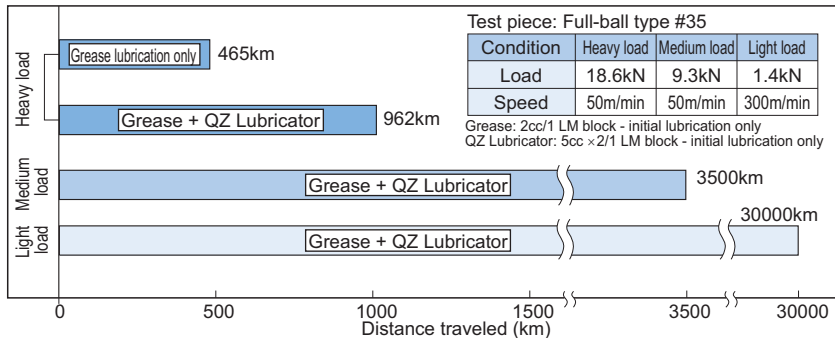 Test piece: Full-ball type #35
Condition Heavy load Medium load Light load
Load 18.6kN 9.3kN 1.4kN
Speed 50m/min 50m/min 300m/min
Grease: 2cc/1 LM block - initial lubrication only
QZ Lubricator: 5cc ×2/1 LM block - initial lubrication only
Heavy load
Grease lubrication only 465km
Grease + QZ Lubricator 962km
Medium
load
Grease + QZ Lubricator 3500km
Light
load
Grease + QZ Lubricator 30000km
0 500 1000 1500 3500 30000
Distance traveled (km)